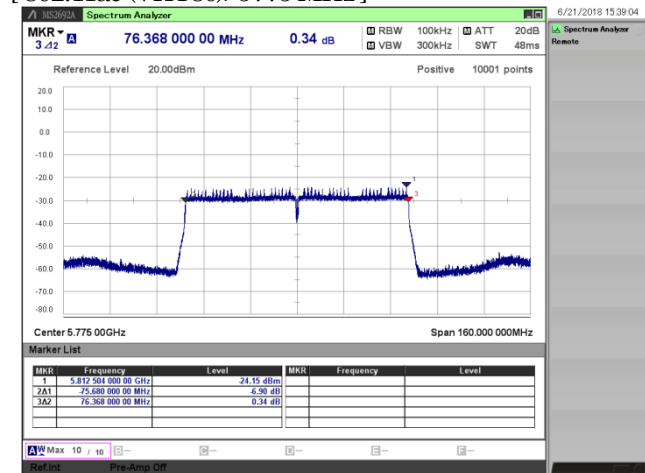 MS2692A Spectrum Analyzer
6/21/2018 15:39:04
MKR 3Δ2 76.368 000 00 MHz 0.34 dB
RBW 100kHz ATT 20dB
VBW 300kHz SWT 48ms
Spectrum Analyzer
Remote
Reference Level 20.00dBm Positive 10001 points
20.0
10.0
0.0
-10.0
-20.0
-30.0
-40.0
-50.0
-60.0
-70.0
-80.0
1
3
Center 5.775 00GHz Span 160.000 000MHz
Marker List
MKR Frequency Level MKR Frequency Level
1 5.812 504 000 00 GHz -24.15 dBm
2Δ1 -75.680 000 00 MHz -6.90 dB
3Δ2 76.368 000 00 MHz 0.34 dB
Max 10 / 10
Ref.Int Pre-Amp Off